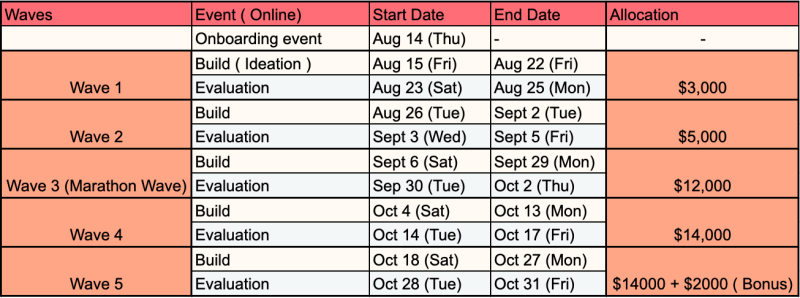 Waves Event ( Online) Start Date End Date Allocation
Onboarding event Aug 14 (Thu) - -
Build ( Ideation ) Aug 15 (Fri) Aug 22 (Fri)
Wave 1 Evaluation Aug 23 (Sat) Aug 25 (Mon) $3,000
Build Aug 26 (Tue) Sept 2 (Tue)
Wave 2 Evaluation Sept 3 (Wed) Sept 5 (Fri) $5,000
Build Sept 6 (Sat) Sept 29 (Mon)
Wave 3 (Marathon Wave) Evaluation Sep 30 (Tue) Oct 2 (Thu) $12,000
Build Oct 4 (Sat) Oct 13 (Mon)
Wave 4 Evaluation Oct 14 (Tue) Oct 17 (Fri) $14,000
Build Oct 18 (Sat) Oct 27 (Mon)
Wave 5 Evaluation Oct 28 (Tue) Oct 31 (Fri) $14000 + $2000 ( Bonus)